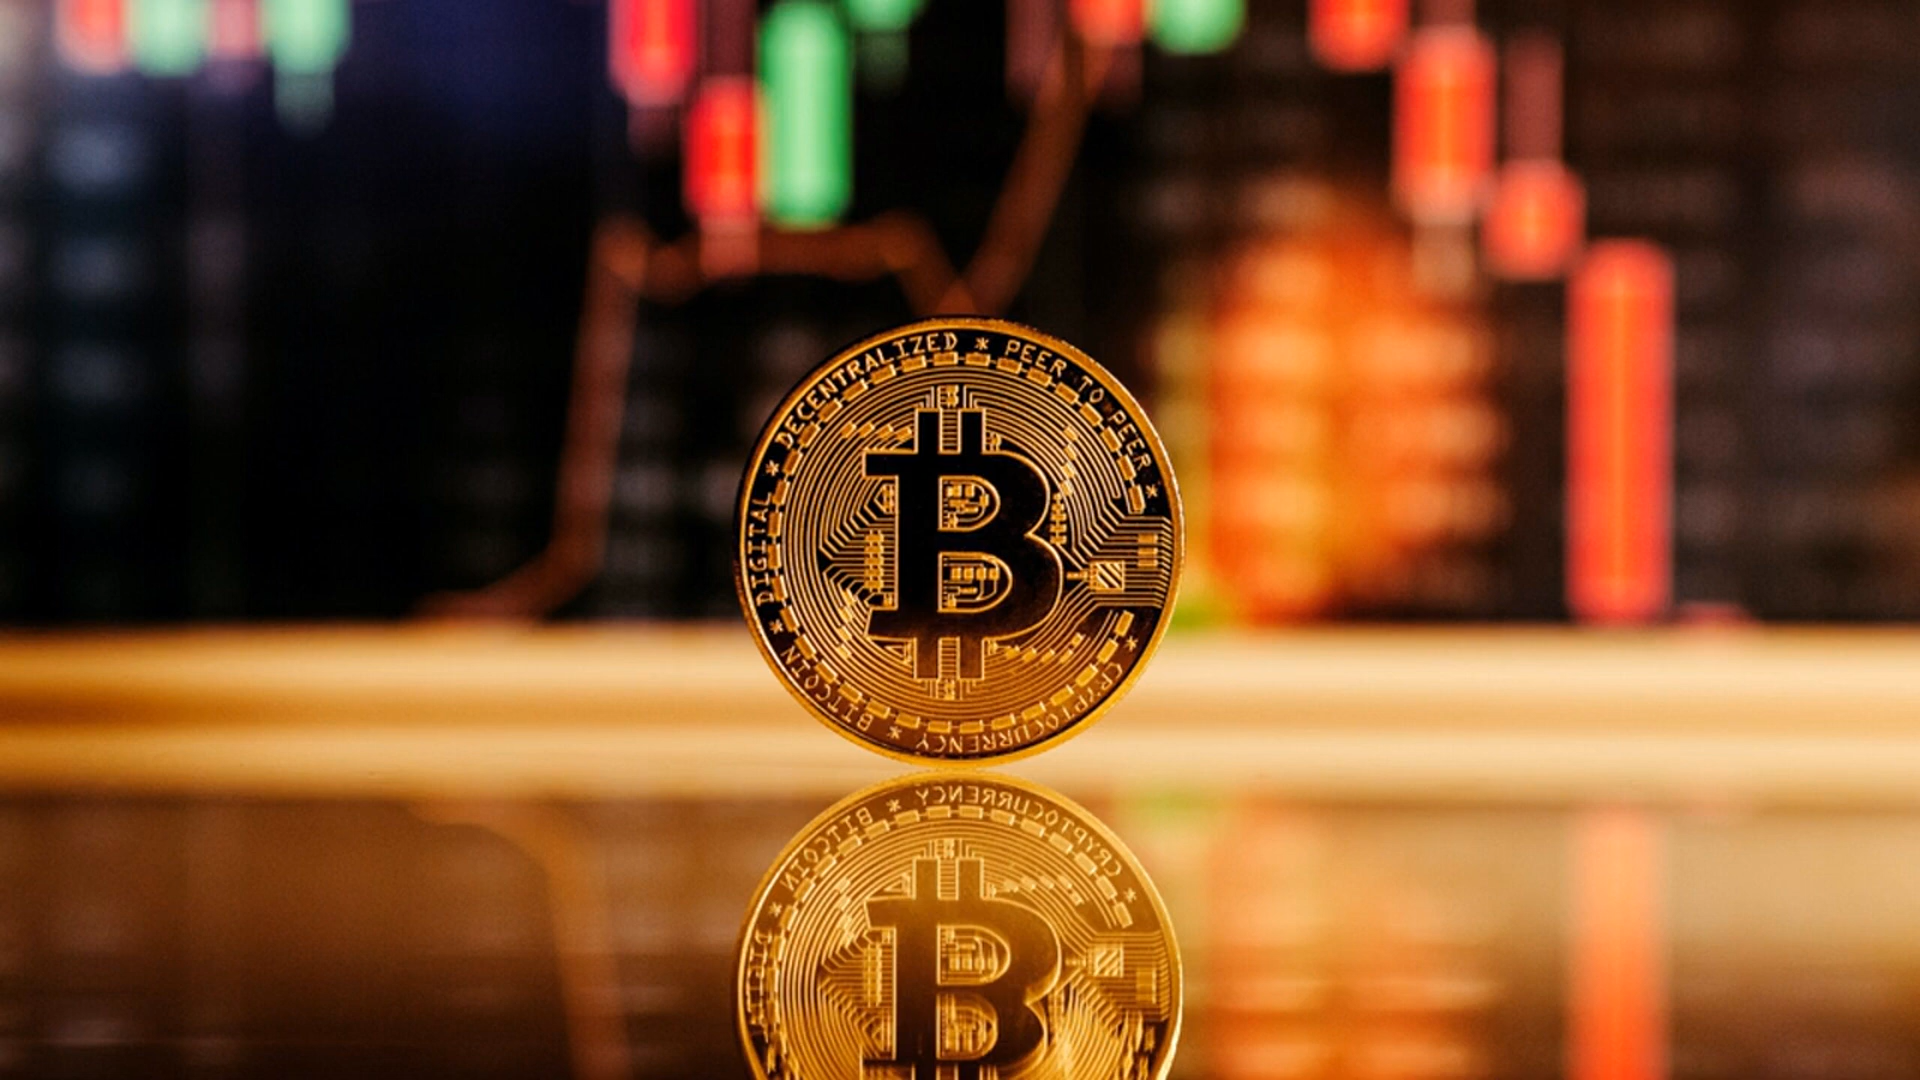 DIGITAL * DECENTRALIZED * PEER TO PEER * CRYPTOCURRENCY * BITCOIN *